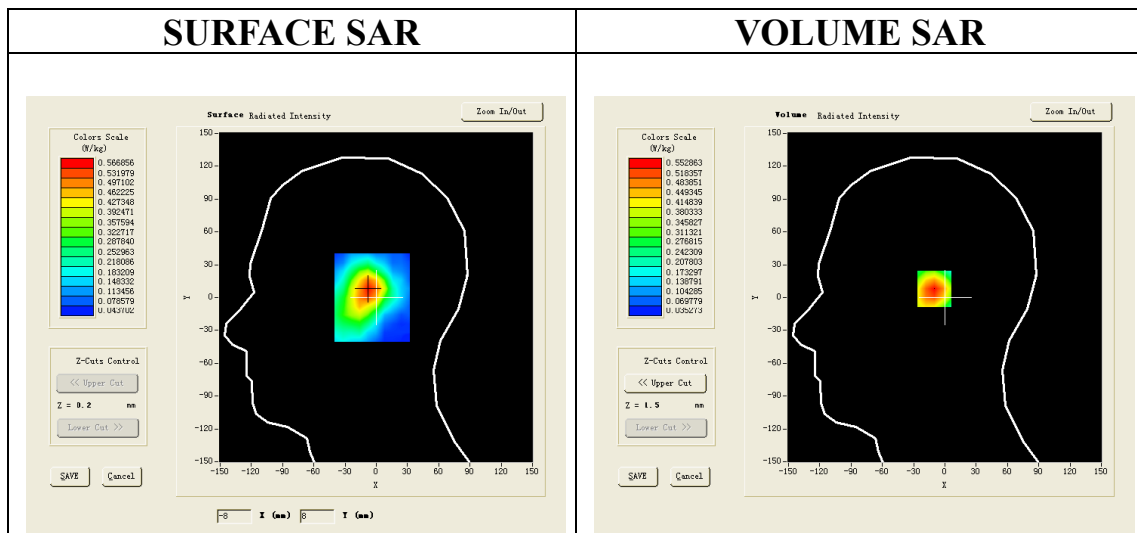 SURFACE SAR
VOLUME SAR
Surface Radiated Intensity
Zoom In/Out
Colors Scale
(W/kg)
0.566856
0.531979
0.497102
0.462225
0.427348
0.392471
0.357594
0.322717
0.287840
0.252963
0.218086
0.183209
0.148332
0.113456
0.078579
0.043702
150
120
90
60
30
0
-30
-60
-90
-120
-150
Y
-150 -120 -90 -60 -30 0 30 60 90 120 150
X
Z-Cuts Control
<< Upper Cut
Z = 0.2 mm
Lower Cut >>
SAVE
Cancel
-8 X (mm) 8 Y (mm)
Volume Radiated Intensity
Zoom In/Out
Colors Scale
(W/kg)
0.552863
0.518357
0.483851
0.449345
0.414839
0.380333
0.345827
0.311321
0.276815
0.242309
0.207803
0.173297
0.138791
0.104285
0.069779
0.035273
150
120
90
60
30
0
-30
-60
-90
-120
-150
Y
-150 -120 -90 -60 -30 0 30 60 90 120 150
X
Z-Cuts Control
<< Upper Cut
Z = 1.5 mm
Lower Cut >>
SAVE
Cancel